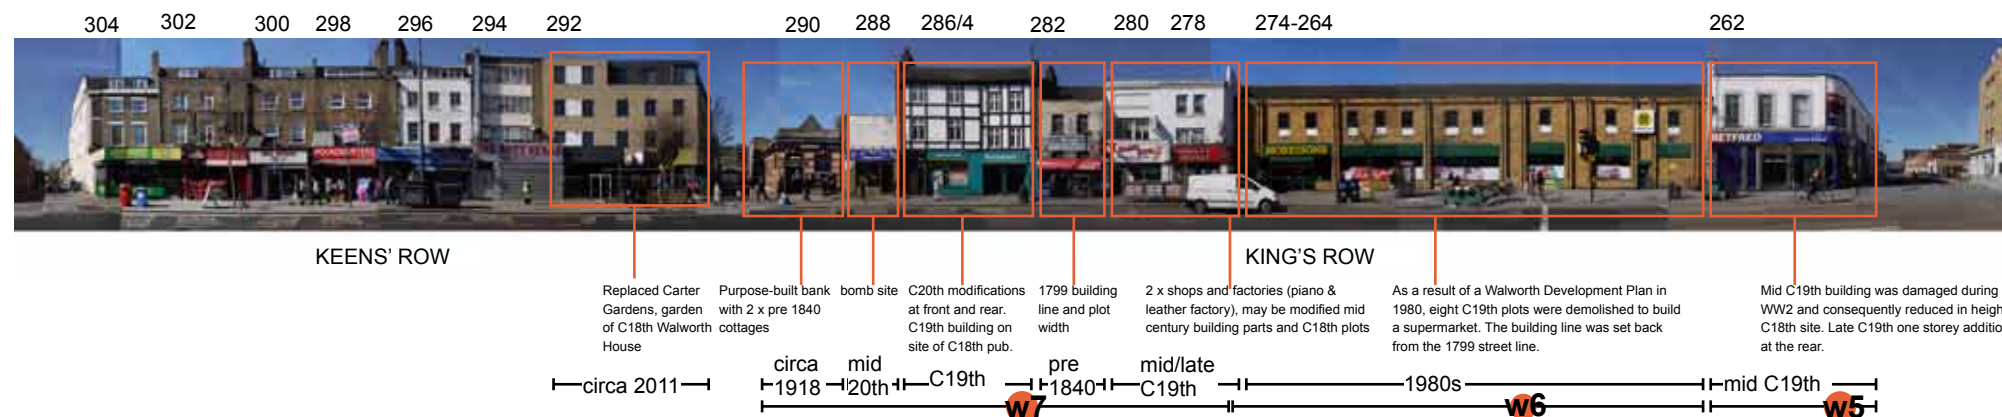 304 302 300 298 296 294 292 290 288 286/4 282 280 278 274-264 262
MORRISONS
BETFRED
KEENS' ROW
KING'S ROW
Replaced Carter
Gardens, garden
of C18th Walworth
House
Purpose-built bank
with 2 x pre 1840
cottages
bomb site
C20th modifications
at front and rear.
C19th building on
site of C18th pub.
1799 building
line and plot
width
2 x shops and factories (piano &
leather factory), may be modified mid
century building parts and C18th plots
As a result of a Walworth Development Plan in
1980, eight C19th plots were demolished to build
a supermarket. The building line was set back
from the 1799 street line.
Mid C19th building was damaged during
WW2 and consequently reduced in heigh
C18th site. Late C19th one storey additio
at the rear.
circa 2011
circa
1918
mid
20th
C19th
pre
1840
mid/late
C19th
1980s
mid C19th
w7
w6
w5